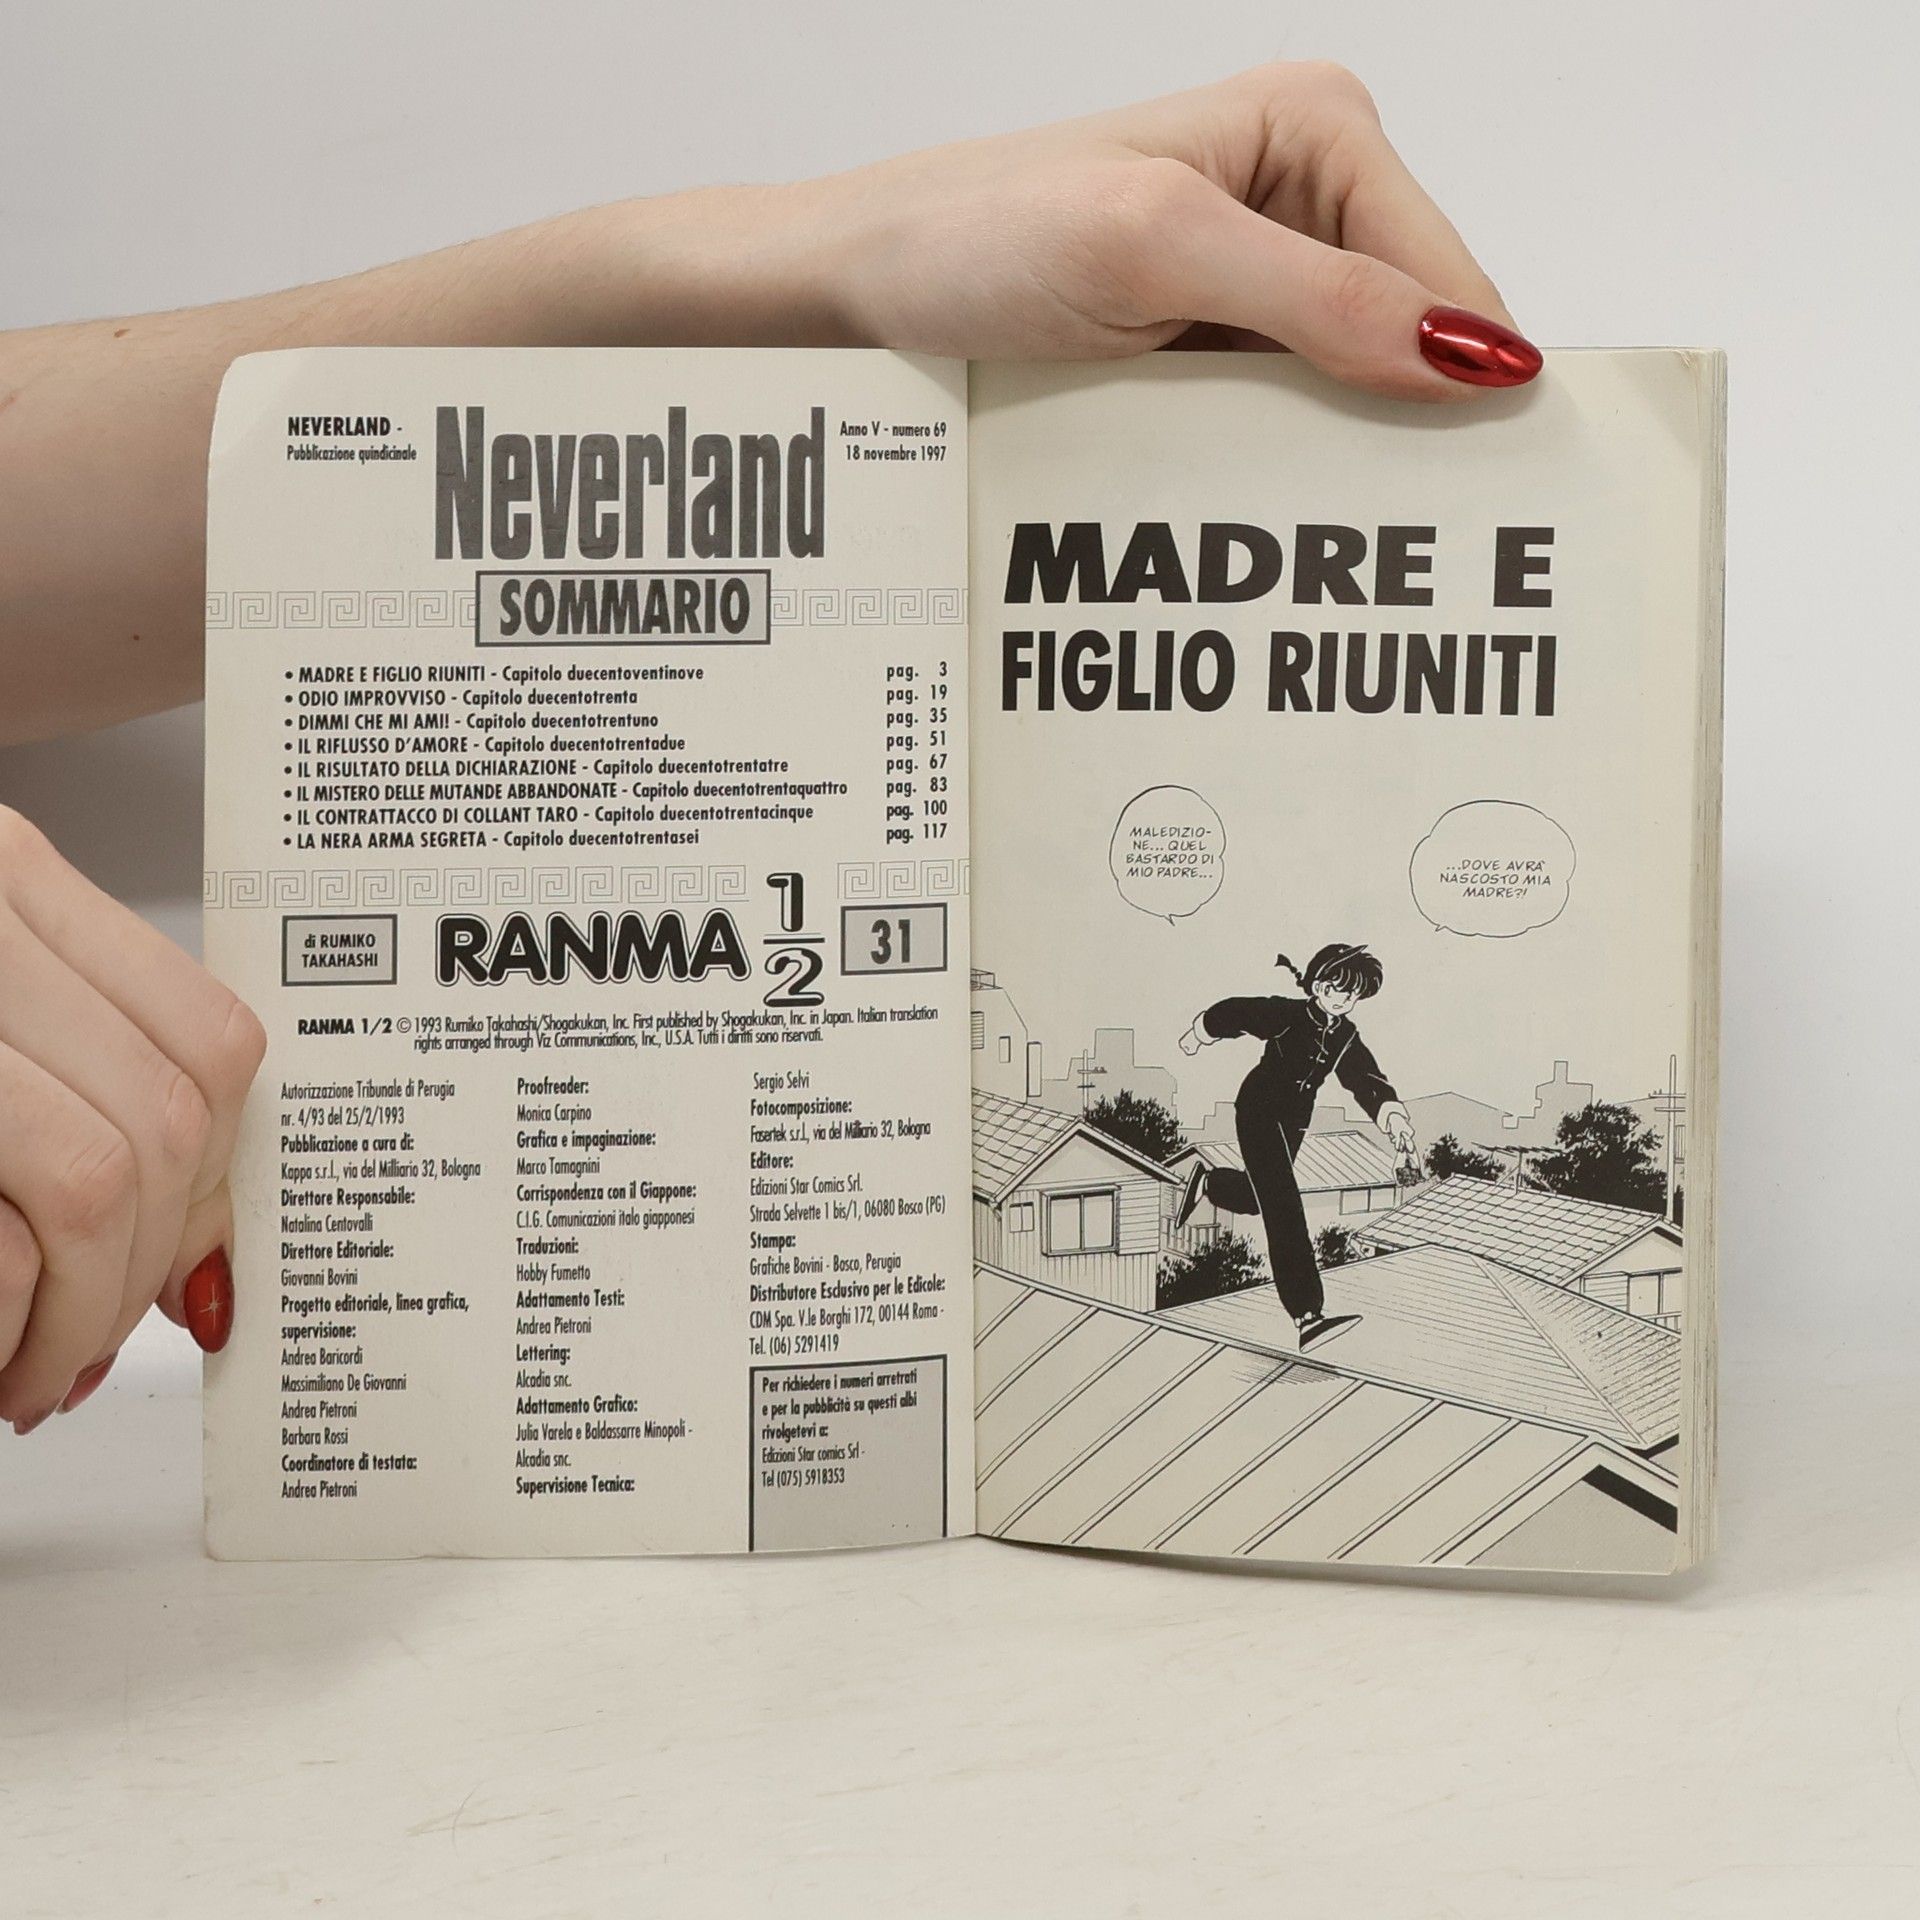 NEVERLAND -
Pubblicazione quindicinale
Neverland
Anno V - numero 69
18 novembre 1997
SOMMARIO
• MADRE E FIGLIO RIUNITI - Capitolo duecentoventinove pag. 3
• ODIO IMPROVVISO - Capitolo duecentotrenta pag. 19
• DIMMI CHE MI AMI! - Capitolo duecentotrentuno pag. 35
• IL RIFLUSSO D'AMORE - Capitolo duecentotrentadue pag. 51
• IL RISULTATO DELLA DICHIARAZIONE - Capitolo duecentotrentatre pag. 67
• IL MISTERO DELLE MUTANDE ABBANDONATE - Capitolo duecentotrentaquattro pag. 83
• IL CONTRATTACCO DI COLLANT TARO - Capitolo duecentotrentacinque pag. 100
• LA NERA ARMA SEGRETA - Capitolo duecentotrentasei pag. 117
di RUMIKO
TAKAHASHI
RANMA 1/2
31
RANMA 1/2 © 1993 Rumiko Takahashi/Shogakukan, Inc. First published by Shogakukan, Inc. in Japan. Italian translation
rights arranged through Viz Communications, Inc., U.S.A. Tutti i diritti sono riservati.
Autorizzazione Tribunale di Perugia
nr. 4/93 del 25/2/1993
Pubblicazione a cura di:
Kappa s.r.l., via del Milliario 32, Bologna
Direttore Responsabile:
Natalina Centovalli
Direttore Editoriale:
Giovanni Bovini
Progetto editoriale, linea grafica,
supervisione:
Andrea Baricordi
Massimiliano De Giovanni
Andrea Pietroni
Barbara Rossi
Coordinatore di testata:
Andrea Pietroni
Proofreader:
Monica Carpino
Grafica e impaginazione:
Marco Tamagnini
Corrispondenza con il Giappone:
C.I.G. Comunicazioni italo giapponesi
Traduzioni:
Hobby Fumetto
Adattamento Testi:
Andrea Pietroni
Lettering:
Alcadia snc.
Adattamento Grafico:
Julia Varela e Baldassarre Minopoli -
Alcadia snc.
Supervisione Tecnica:
Sergio Selvi
Fotocomposizione:
Fasertek s.r.l., via del Milliario 32, Bologna
Editore:
Edizioni Star Comics Srl.
Strada Selvette 1 bis/1, 06080 Bosco (PG)
Stampa:
Grafiche Bovini - Bosco, Perugia
Distributore Esclusivo per le Edicole:
CDM Spa. V.le Borghi 172, 00144 Roma -
Tel. (06) 5291419
Per richiedere i numeri arretrati
e per la pubblicità su questi albi
rivolgetevi a:
Edizioni Star comics Srl -
Tel (075) 5918353
MADRE E
FIGLIO RIUNITI
MALEDIZIO-
NE... QUEL
BASTARDO DI
MIO PADRE...
...DOVE AVRA'
NASCOSTO MIA
MADRE?!